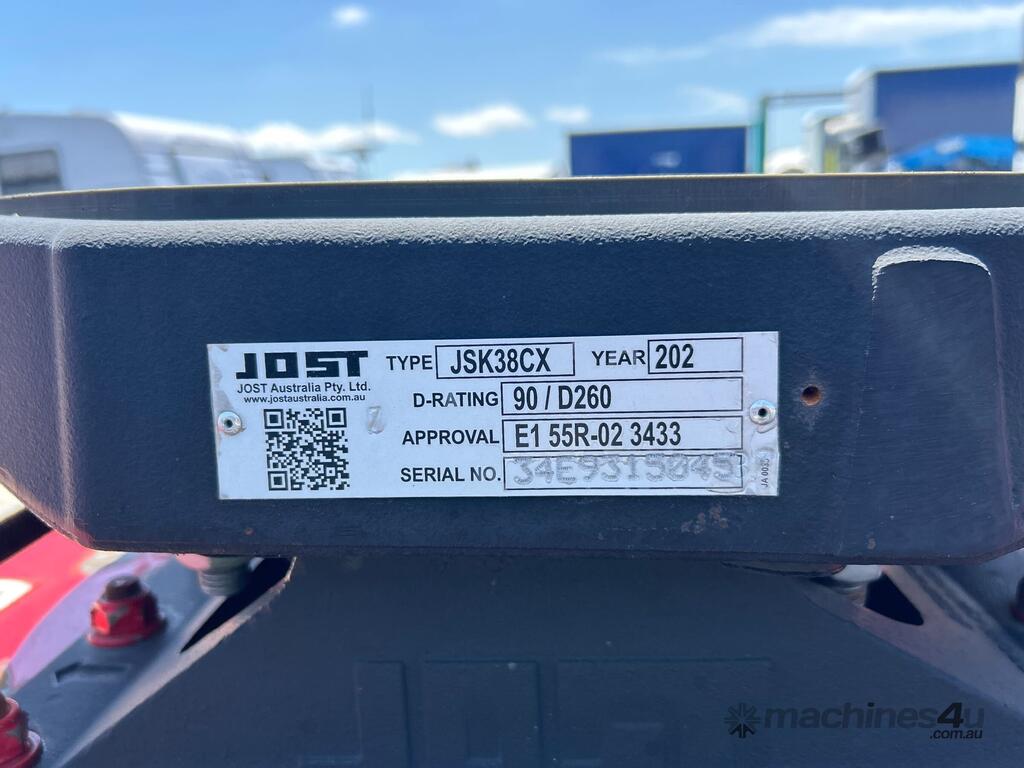 JOST
JOST Australia Pty. Ltd.
www.jostaustralia.com.au
TYPE JSK38CX YEAR 202
D-RATING 90 / D260
APPROVAL E1 55R-02 3433
SERIAL NO. 34E9315045
machines4u
.com.au